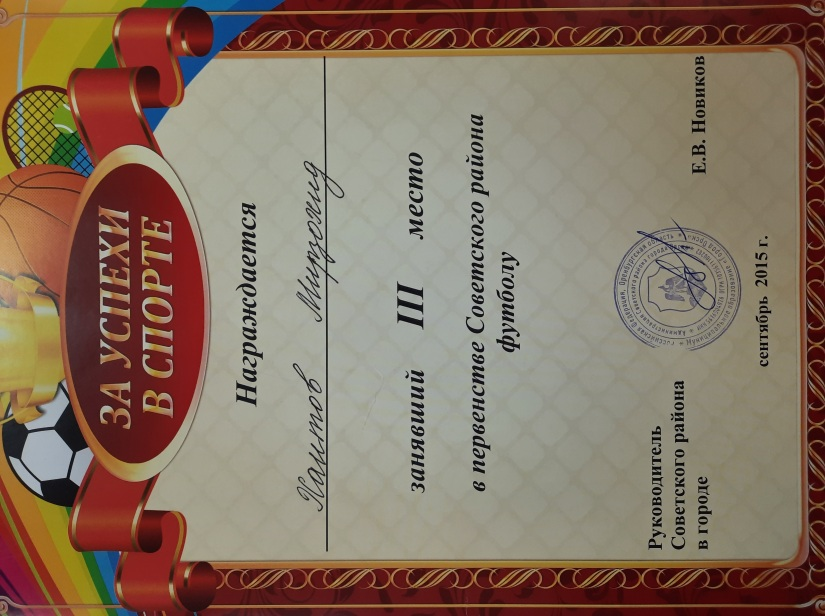 ЗА УСПЕХИ
В СПОРТЕ
Награждается
Хаитов Мирзомид
занявший III место
в первенстве Советского района
футболу
Руководитель
Советского района
в городе
Е.В. Новиков
сентябрь 2015 г.